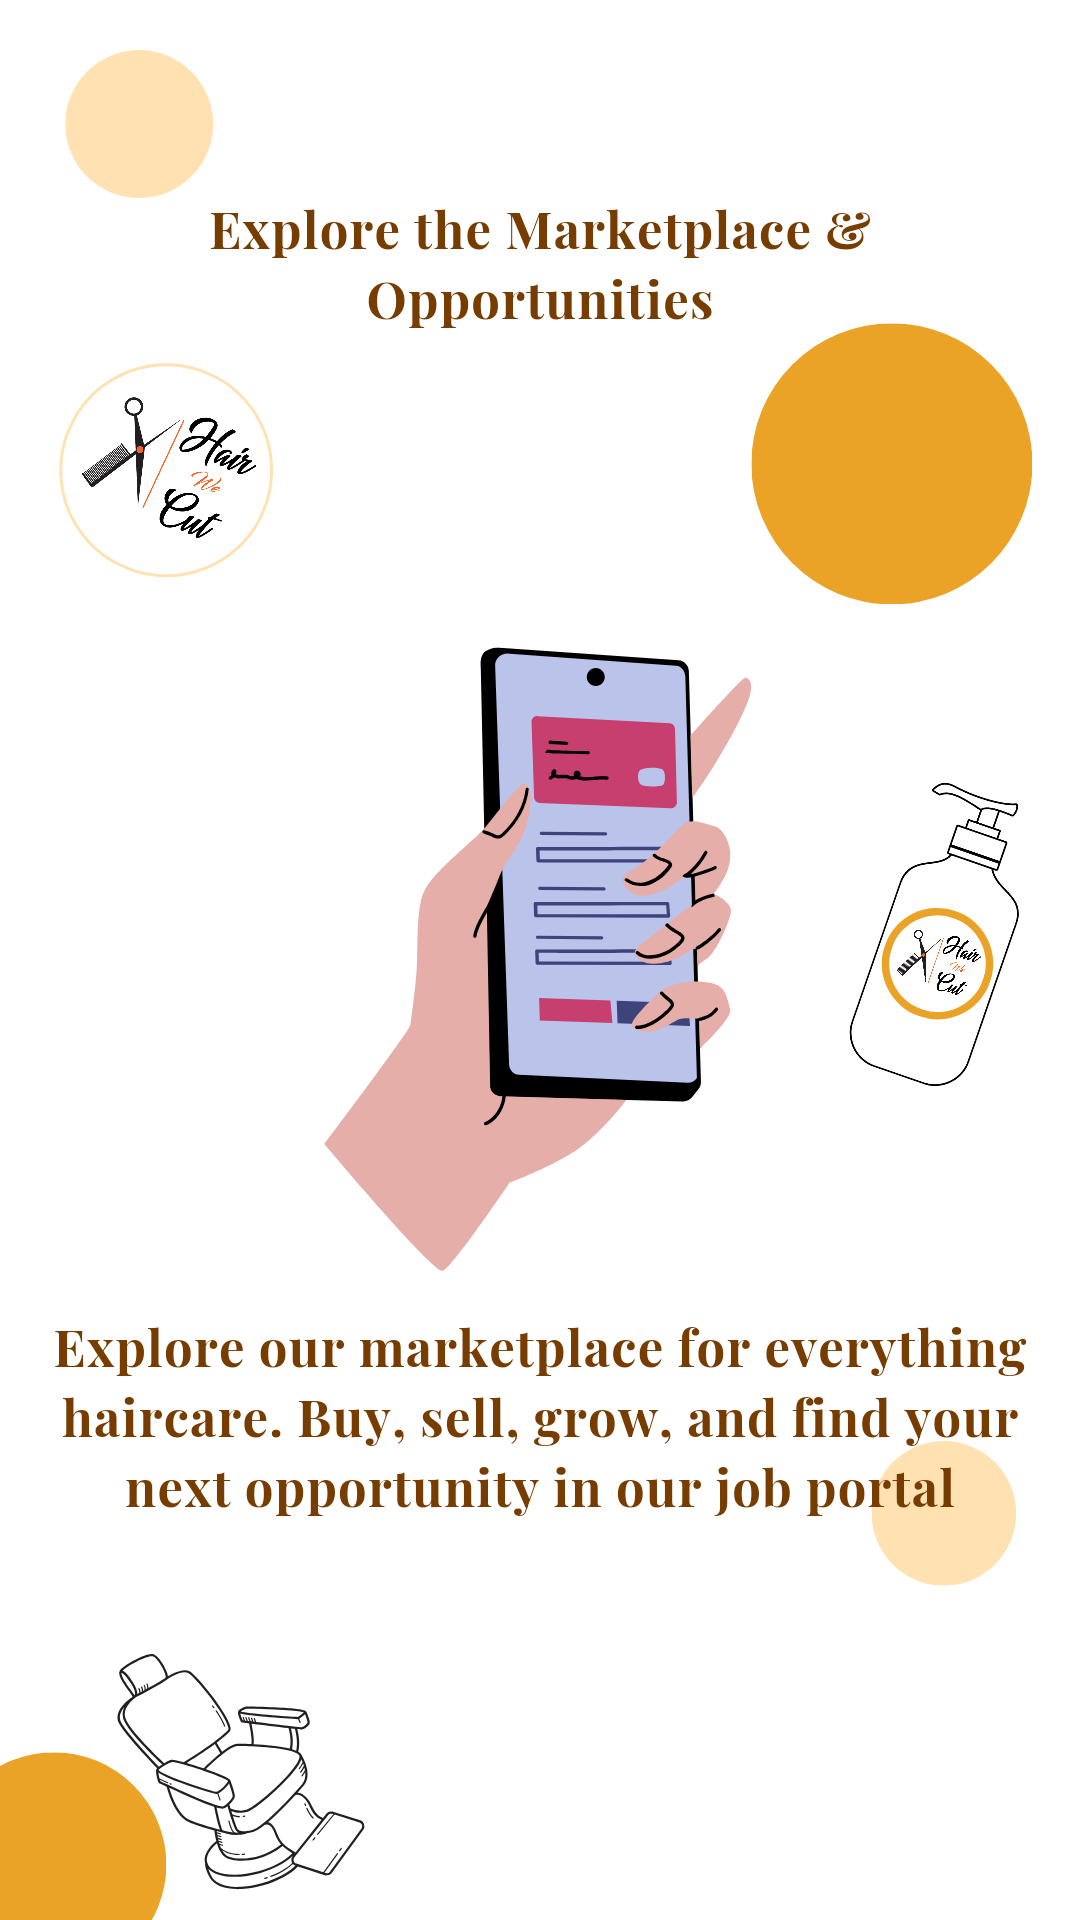 Explore the Marketplace &
Opportunities
Hair
We
Cut
Hair
We
Cut
Explore our marketplace for everything
haircare. Buy, sell, grow, and find your
next opportunity in our job portal